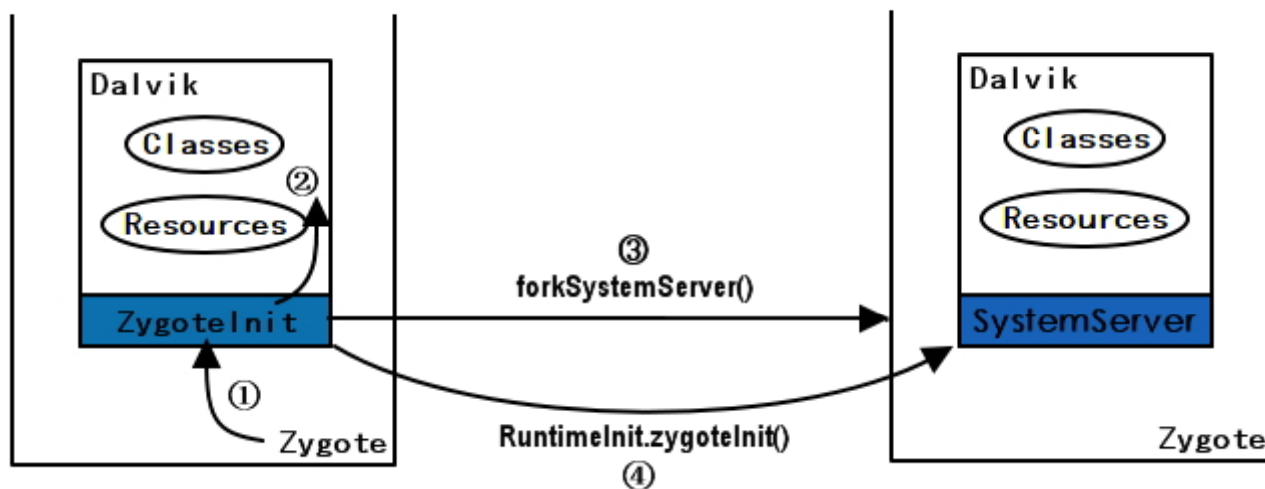 Dalvik
Classes
②
Resources
ZygoteInit
①
Zygote
③
forkSystemServer()
RuntimeInit.zygoteInit()
④
Dalvik
Classes
Resources
SystemServer
Zygote